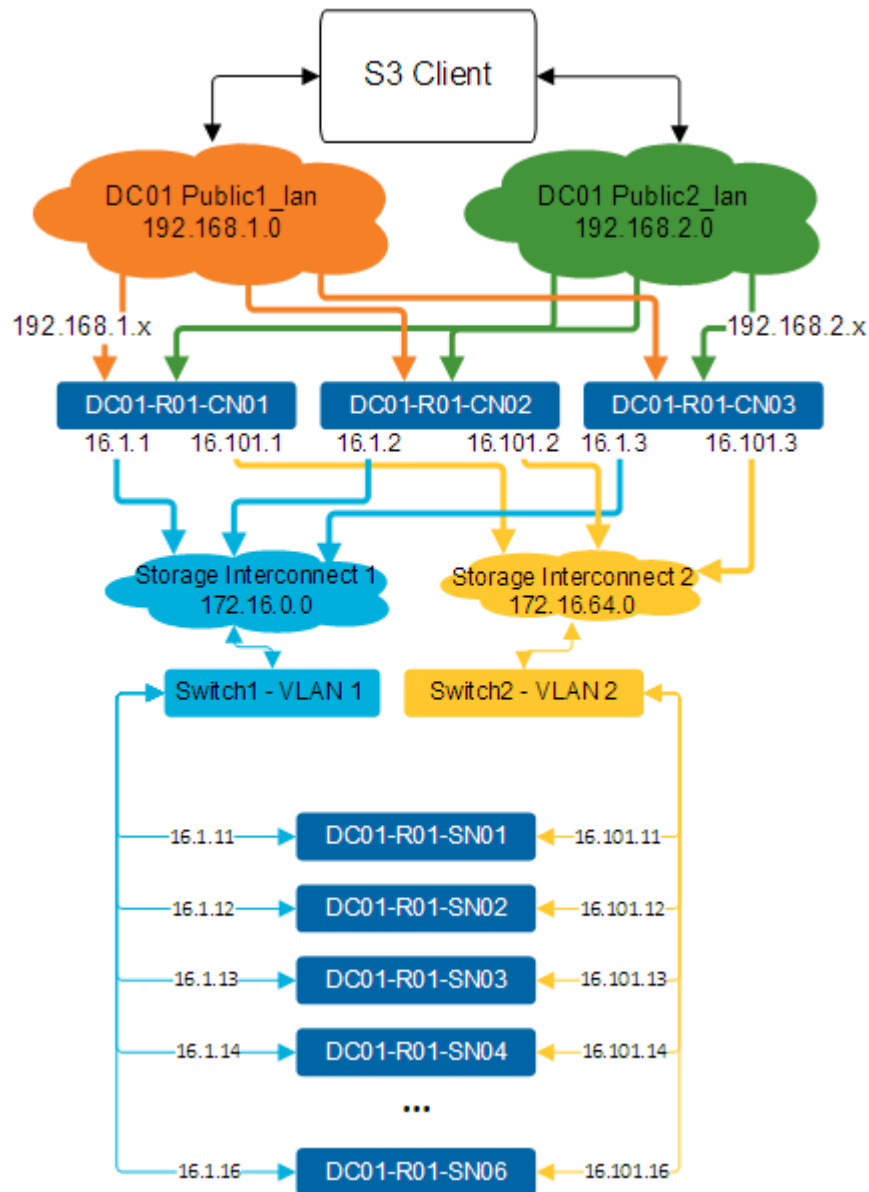 S3 Client
DC01 Public1_lan
192.168.1.0
DC01 Public2_lan
192.168.2.0
192.168.1.x
192.168.2.x
DC01-R01-CN01
DC01-R01-CN02
DC01-R01-CN03
16.1.1
16.101.1
16.1.2
16.101.2
16.1.3
16.101.3
Storage Interconnect 1
172.16.0.0
Storage Interconnect 2
172.16.64.0
Switch1 - VLAN 1
Switch2 - VLAN 2
16.1.11
DC01-R01-SN01
16.101.11
16.1.12
DC01-R01-SN02
16.101.12
16.1.13
DC01-R01-SN03
16.101.13
16.1.14
DC01-R01-SN04
16.101.14
...
16.1.16
DC01-R01-SN06
16.101.16